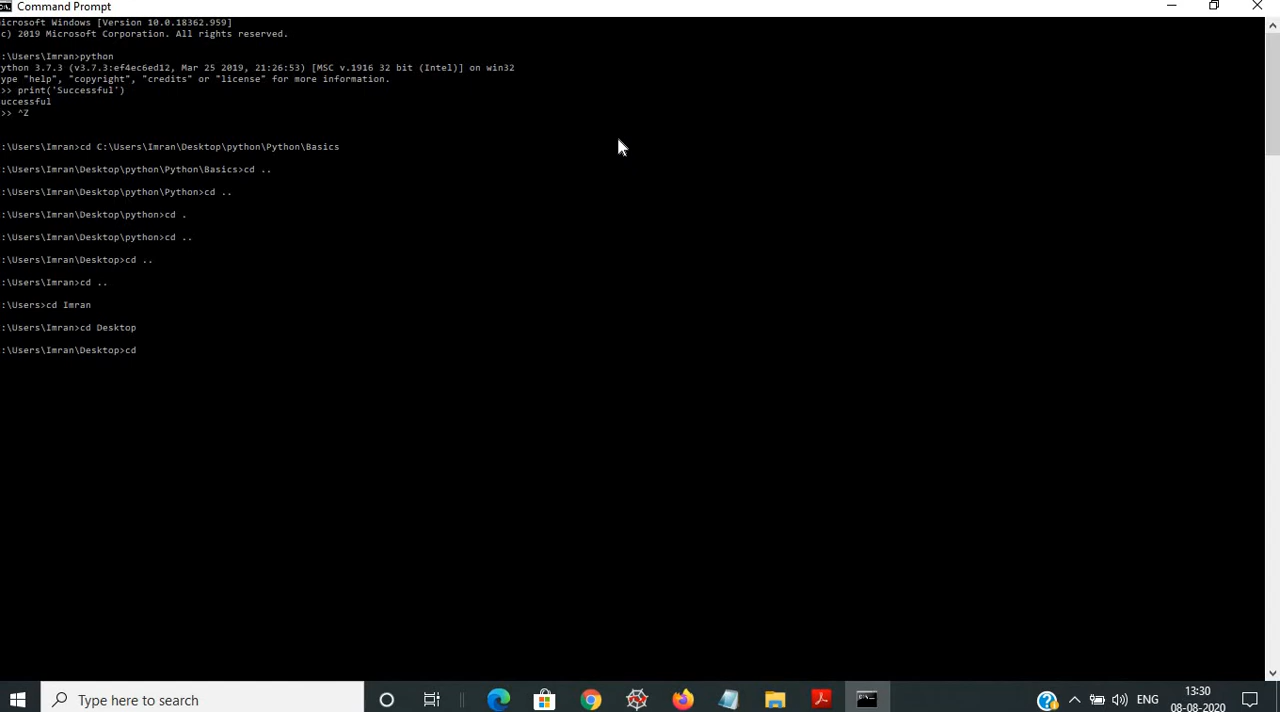 Command Prompt
icrosoft Windows [Version 10.0.18362.959]
c) 2019 Microsoft Corporation. All rights reserved.
:\Users\Imran>python
ython 3.7.3 (v3.7.3:ef4ec6ed12, Mar 25 2019, 21:26:53) [MSC v.1916 32 bit (Intel)] on win32
ype "help", "copyright", "credits" or "license" for more information.
>> print('Successful')
uccessful
>> ^Z
:\Users\Imran>cd C:\Users\Imran\Desktop\python\Python\Basics
:\Users\Imran\Desktop\python\Python\Basics>cd ..
:\Users\Imran\Desktop\python\Python>cd ..
:\Users\Imran\Desktop\python>cd .
:\Users\Imran\Desktop\python>cd ..
:\Users\Imran\Desktop>cd ..
:\Users\Imran>cd ..
:\Users>cd Imran
:\Users\Imran>cd Desktop
:\Users\Imran\Desktop>cd
Type here to search
ENG
13:30
08-08-2020